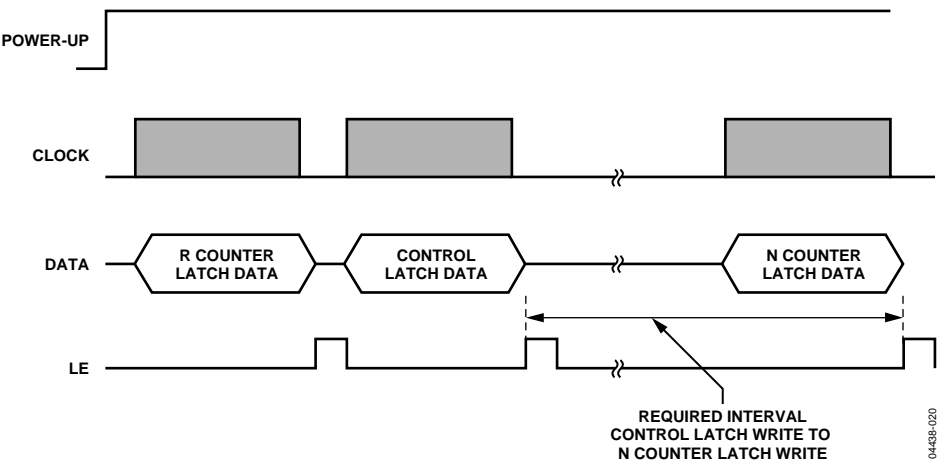 POWER-UP
CLOCK
DATA
R COUNTER
LATCH DATA
CONTROL
LATCH DATA
N COUNTER
LATCH DATA
LE
REQUIRED INTERVAL
CONTROL LATCH WRITE TO
N COUNTER LATCH WRITE
04438-020